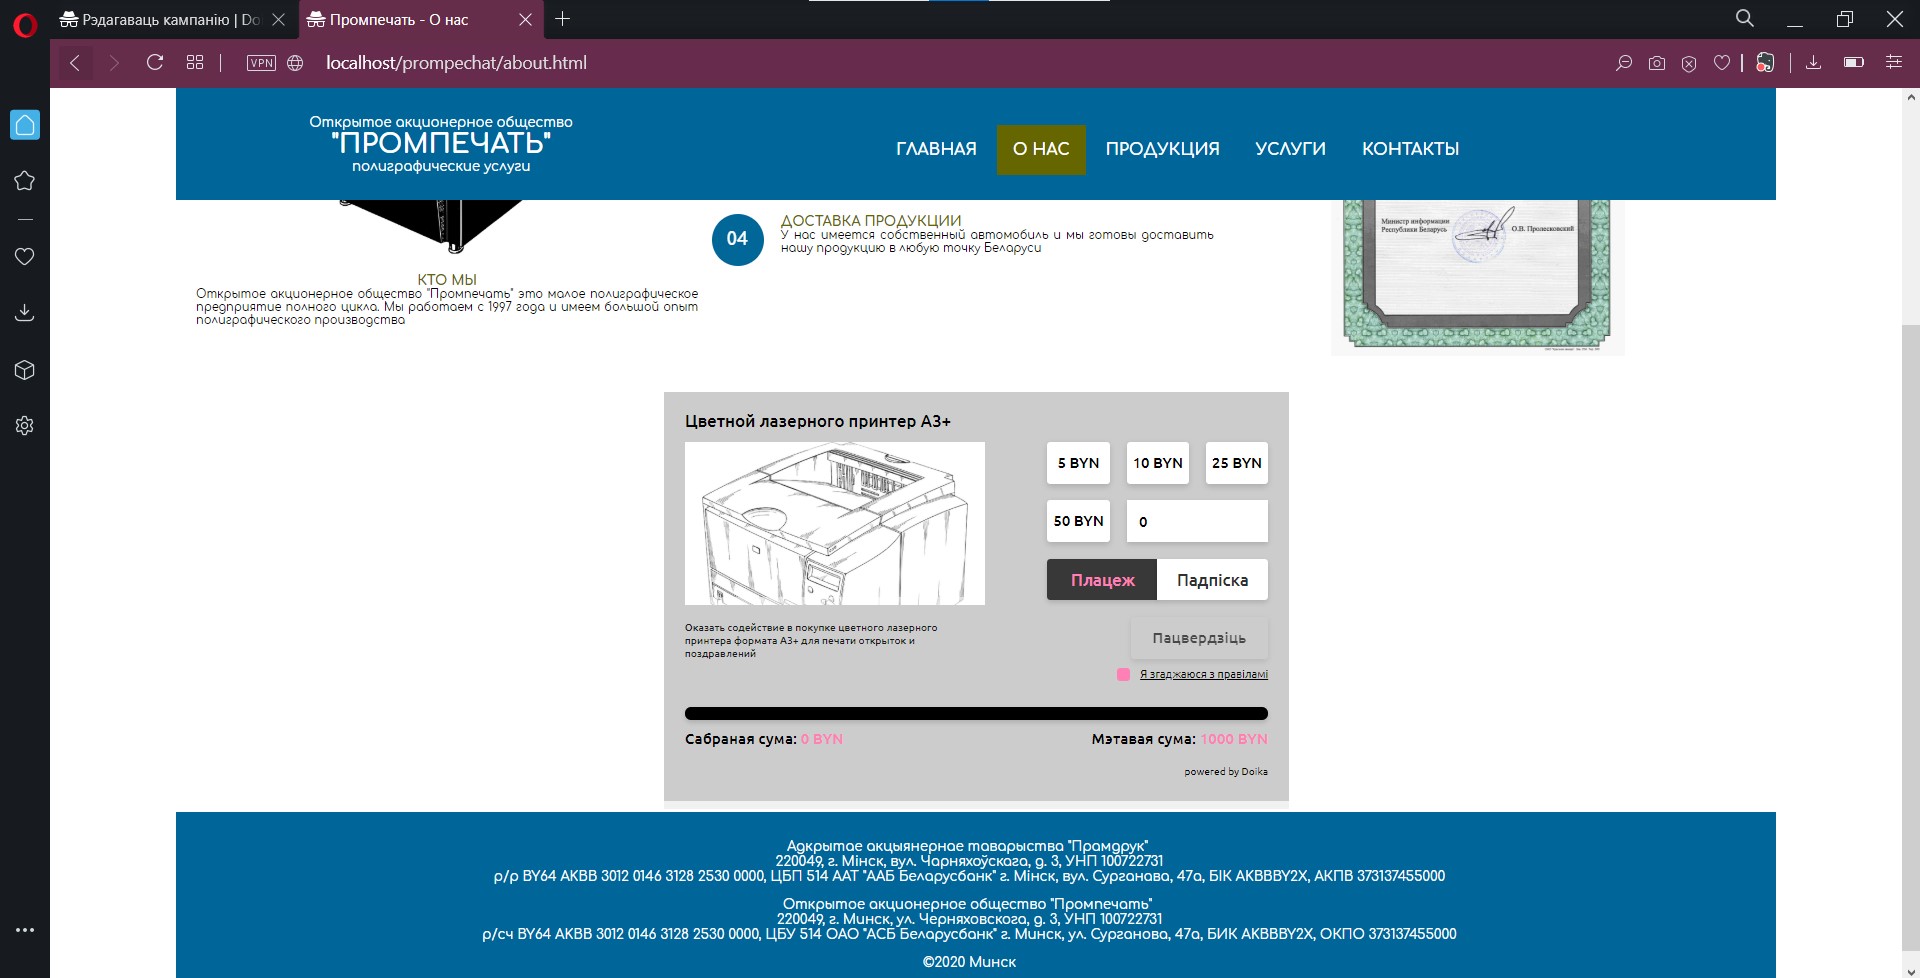 Рэдагаваць кампанію | Do
Промпечать - О нас
VPN
localhost/prompechat/about.html
Открытое акционерное общество
"ПРОМПЕЧАТЬ"
полиграфические услуги
ГЛАВНАЯ
О НАС
ПРОДУКЦИЯ
УСЛУГИ
КОНТАКТЫ
04
ДОСТАВКА ПРОДУКЦИИ
У нас имеется собственный автомобиль и мы готовы доставить
нашу продукцию в любую точку Беларуси
Министр информации
Республики Беларусь
О.В. Пролесковский
КТО МЫ
Открытое акционерное общество "Промпечать" это малое полиграфическое
предприятие полного цикла. Мы работаем с 1997 года и имеем большой опыт
полиграфического производства
Цветной лазерного принтер А3+
5 BYN
10 BYN
25 BYN
50 BYN
0
Плацеж
Падпіска
Оказать содействие в покупке цветного лазерного
принтера формата А3+ для печати открыток и
поздравлений
Пацвердзіць
Я згаджаюся з правіламі
Сабраная сума: 0 BYN
Мэтавая сума: 1000 BYN
powered by Doika
Адкрытае акцыянернае таварыства "Прамдрук"
220049, г. Мінск, вул. Чарняхоўскага, д. 3, УНП 100722731
р/р BY64 AKBB 3012 0146 3128 2530 0000, ЦБП 514 ААТ "ААБ Беларусбанк" г. Мінск, вул. Сурганава, 47а, БІК AKBBBY2X, АКПВ 373137455000
Открытое акционерное общество "Промпечать"
220049, г. Минск, ул. Черняховскога, д. 3, УНП 100722731
р/сч BY64 AKBB 3012 0146 3128 2530 0000, ЦБУ 514 ОАО "АСБ Беларусбанк" г. Минск, ул. Сурганова, 47а, БИК AKBBBY2X, ОКПО 373137455000
©2020 Минск